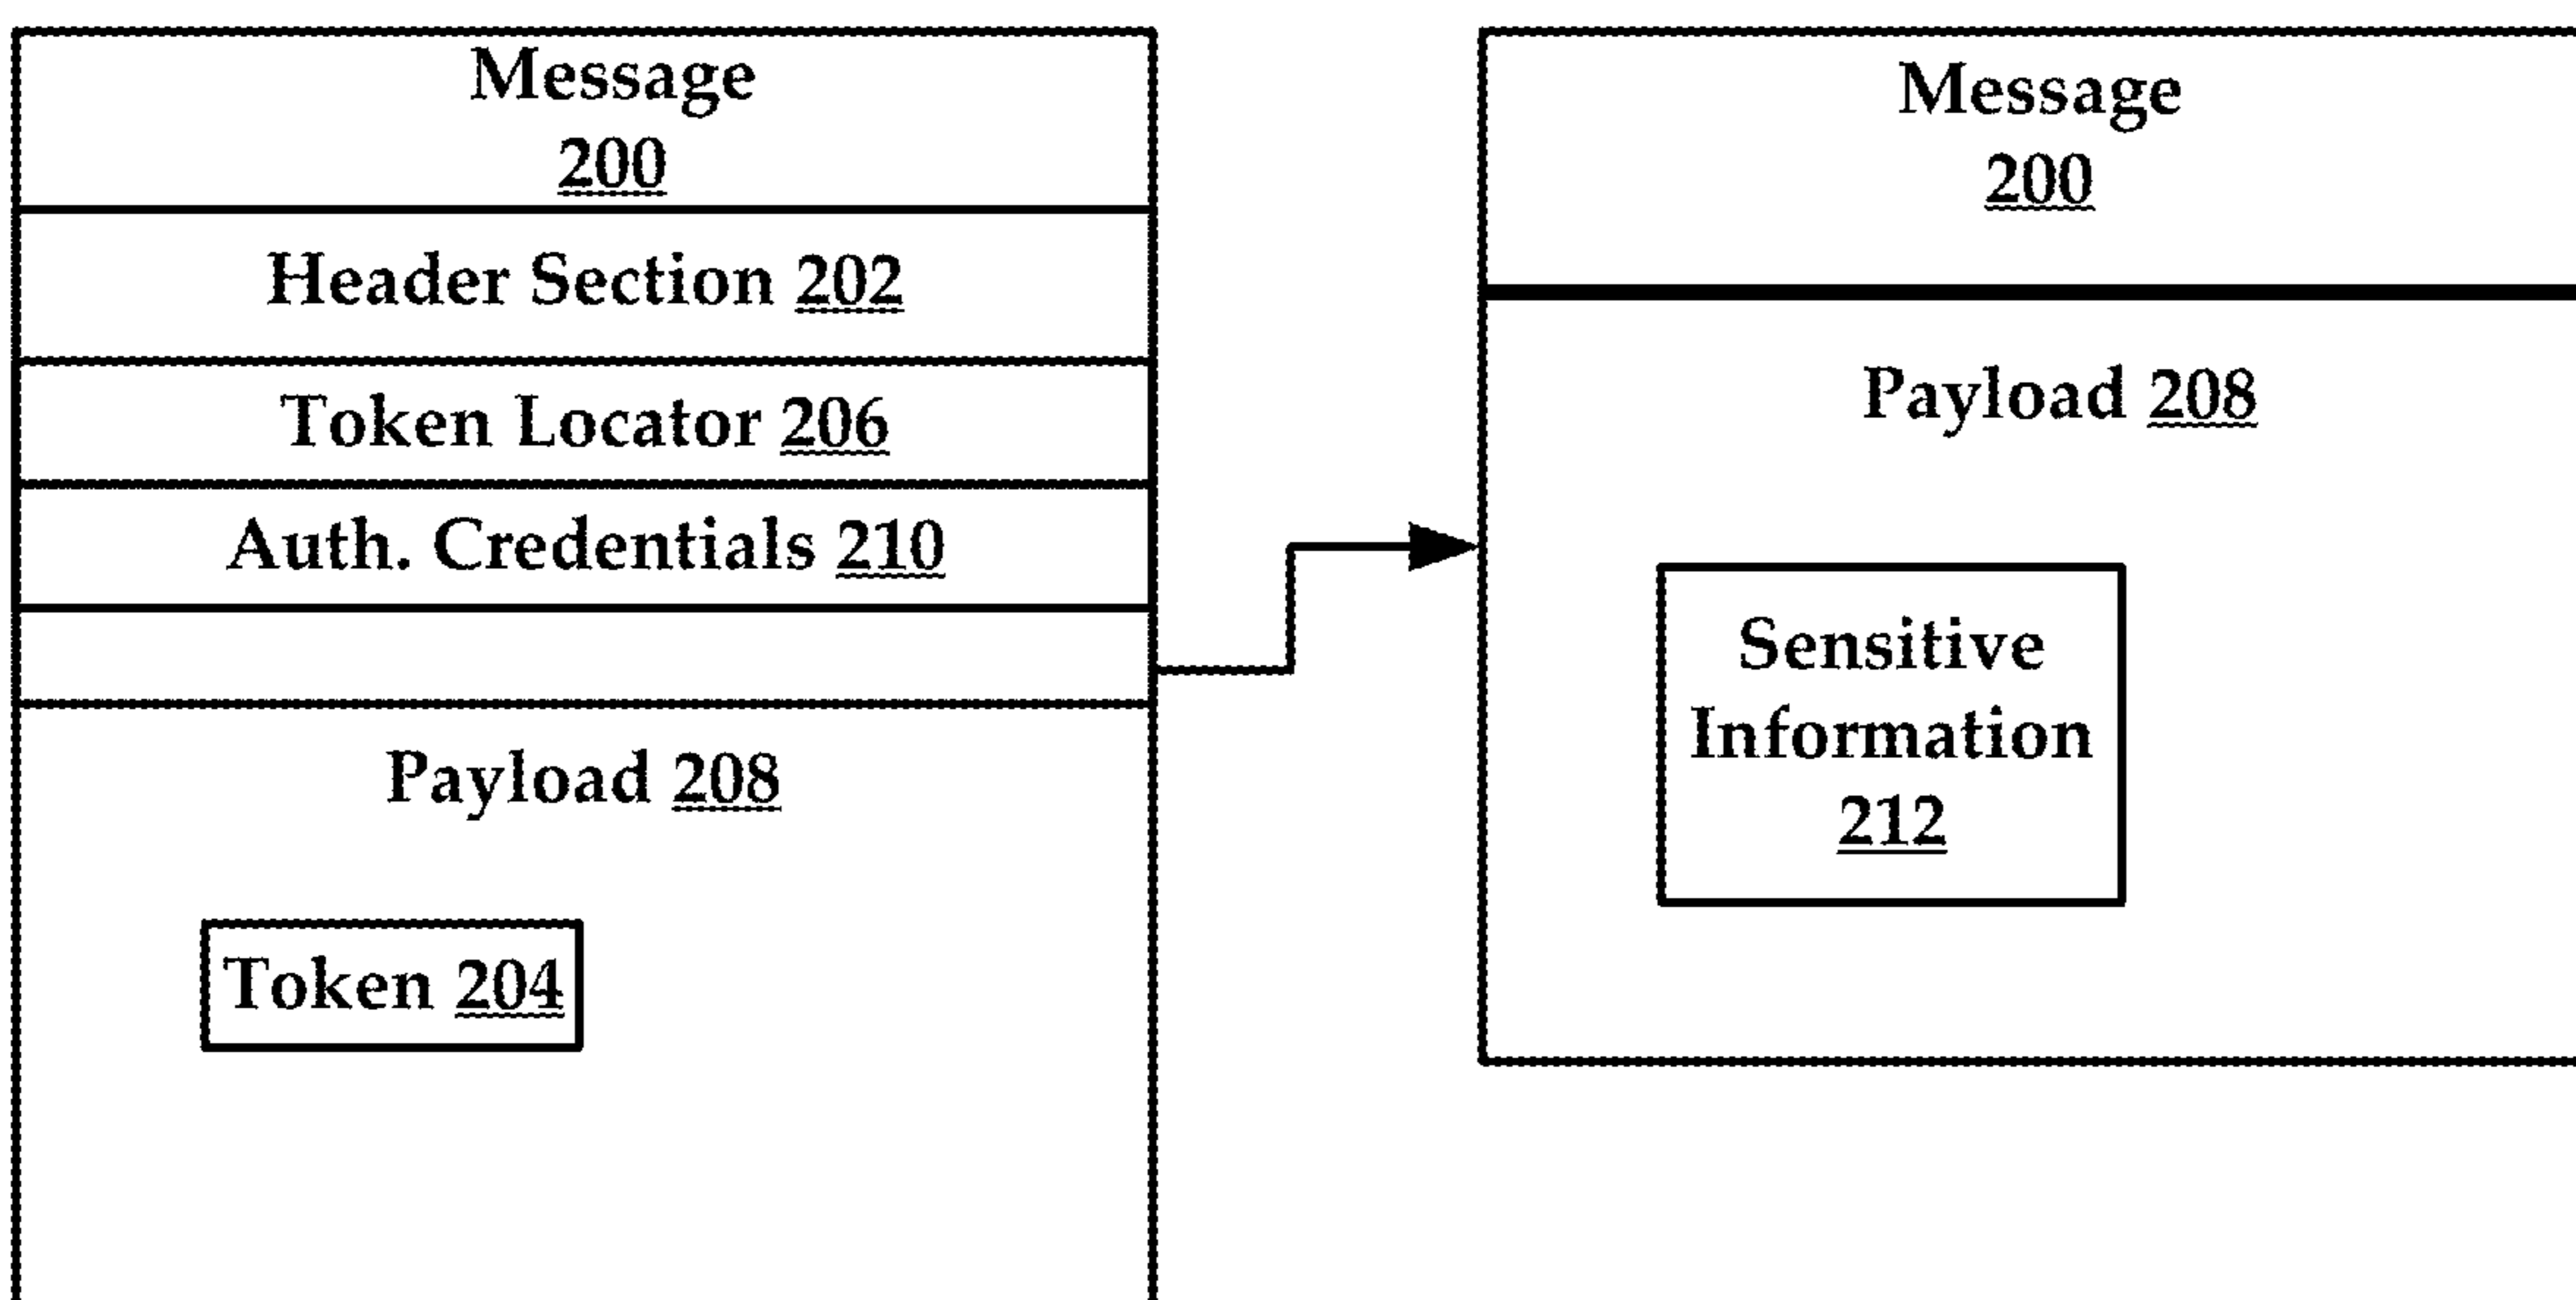 Message
200
Header Section 202
Token Locator 206
Auth. Credentials 210
Payload 208
Token 204
Message
200
Payload 208
Sensitive
Information
212